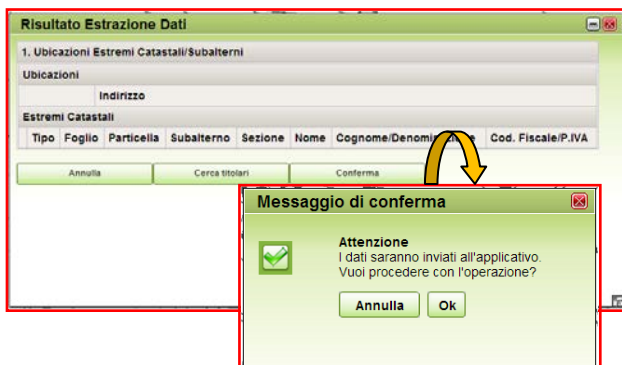 Risultato Estrazione Dati
1. Ubicazioni Estremi Catastali/Subalterni
Ubicazioni
Indirizzo
Estremi Catastali
Tipo Foglio Particella Subalterno Sezione Nome Cognome/Denominazione Cod. Fiscale/P.IVA
Annulla Cerca titolari Conferma
Messaggio di conferma
Attenzione
I dati saranno inviati all'applicativo.
Vuoi procedere con l'operazione?
Annulla Ok